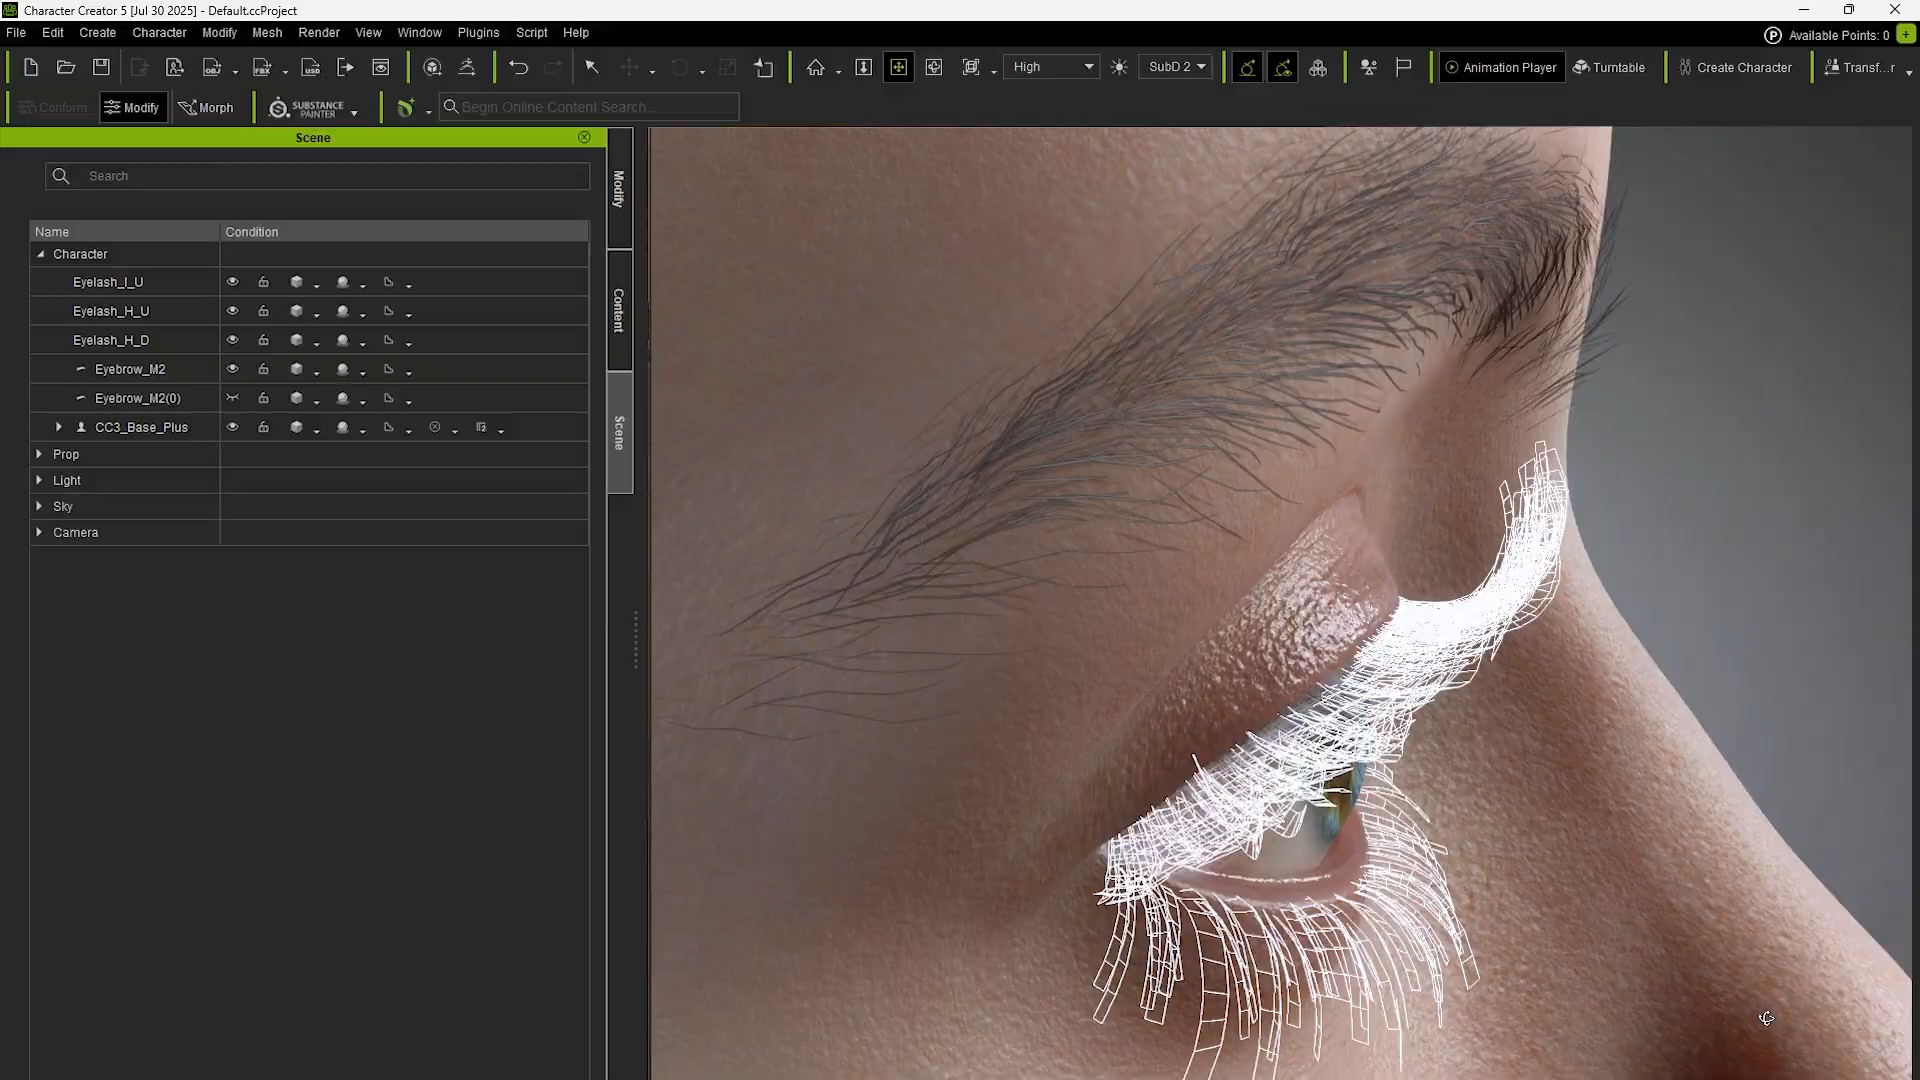 Character Creator 5 [Jul 30 2025] - Default.ccProject
File Edit Create Character Modify Mesh Render View Window Plugins Script Help
P Available Points: 0 +
OBJ FBX USD High SubD 2 Animation Player Turntable Create Character Transf...r
Conform Modify Morph SUBSTANCE PAINTER Begin Online Content Search...
Scene
Search
Name Condition
Character
Eyelash_I_U
Eyelash_H_U
Eyelash_H_D
Eyebrow_M2
Eyebrow_M2(0)
CC3_Base_Plus
Prop
Light
Sky
Camera
Modify
Content
Scene